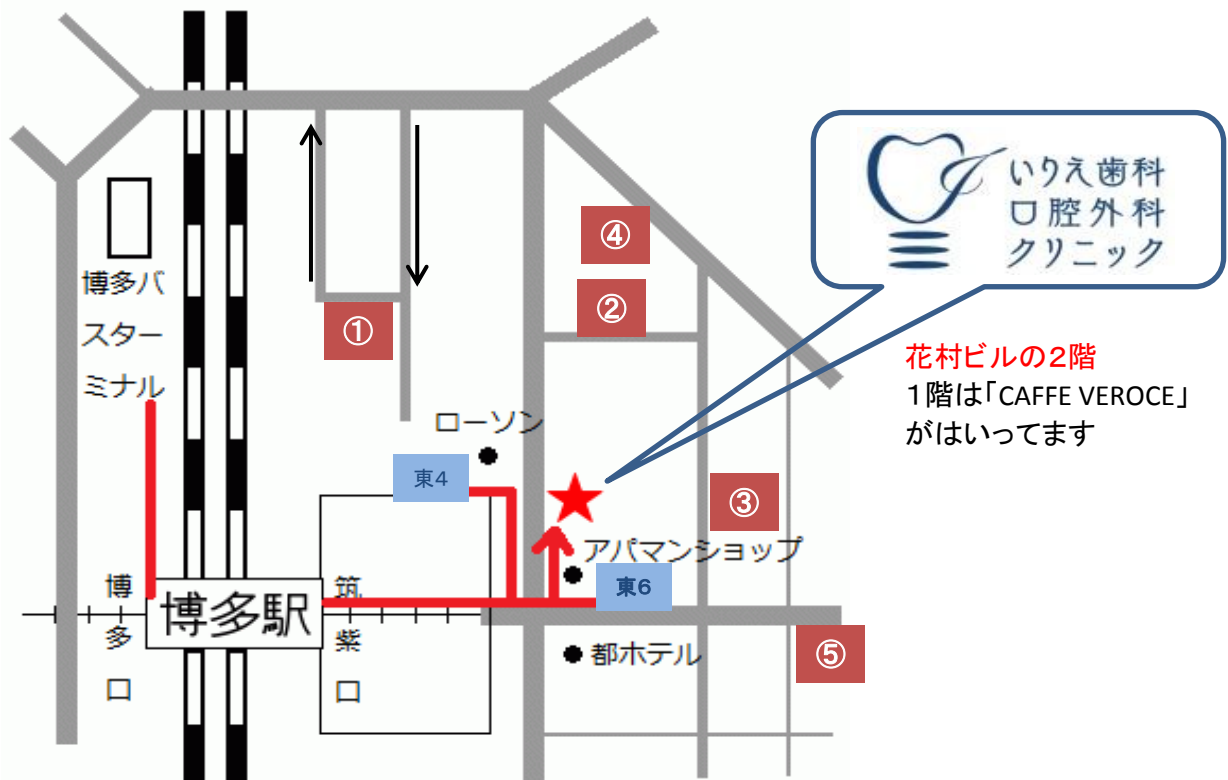 いりえ歯科
口腔外科
クリニック
④
博多バ
スター
ミナル
②
①
花村ビルの2階
1階は「CAFFE VEROCE」
がはいってます
ローソン
東4
③
アパマンショップ
東6
博多口
博多駅
筑紫口
都ホテル
⑤